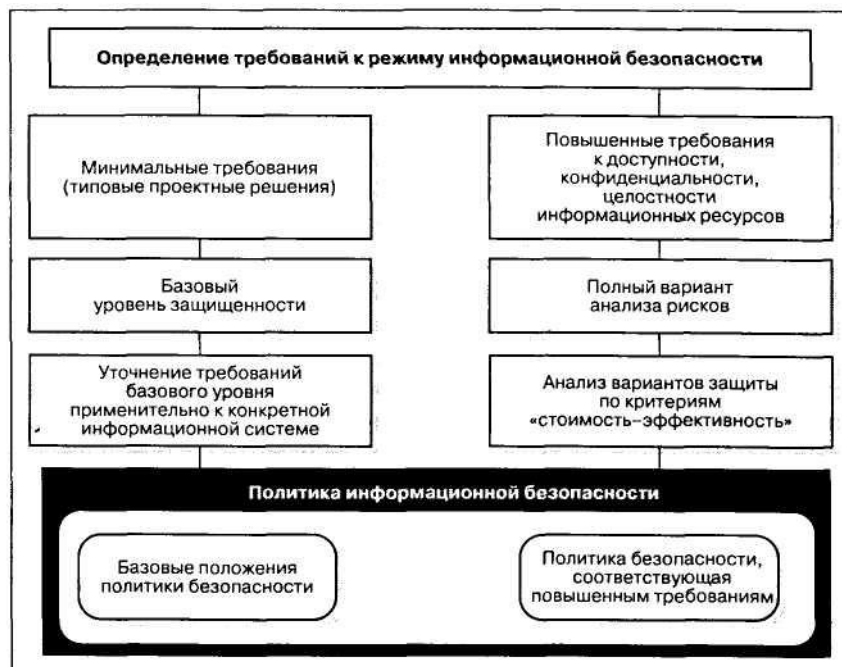 Определение требований к режиму информационной безопасности
Минимальные требования
(типовые проектные решения)
Базовый
уровень защищенности
Уточнение требований
базового уровня
применительно к конкретной
информационной системе
Повышенные требования
к доступности,
конфиденциальности,
целостности
информационных ресурсов
Полный вариант
анализа рисков
Анализ вариантов защиты
по критериям
«стоимость–эффективность»
Политика информационной безопасности
Базовые положения
политики безопасности
Политика безопасности,
соответствующая
повышенным требованиям